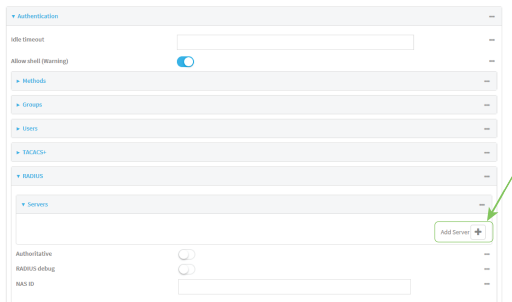 Authentication
Idle timeout
Allow shell (Warning)
Methods
Groups
Users
TACACS+
RADIUS
Servers
Add Server
Authoritative
RADIUS debug
NAS ID